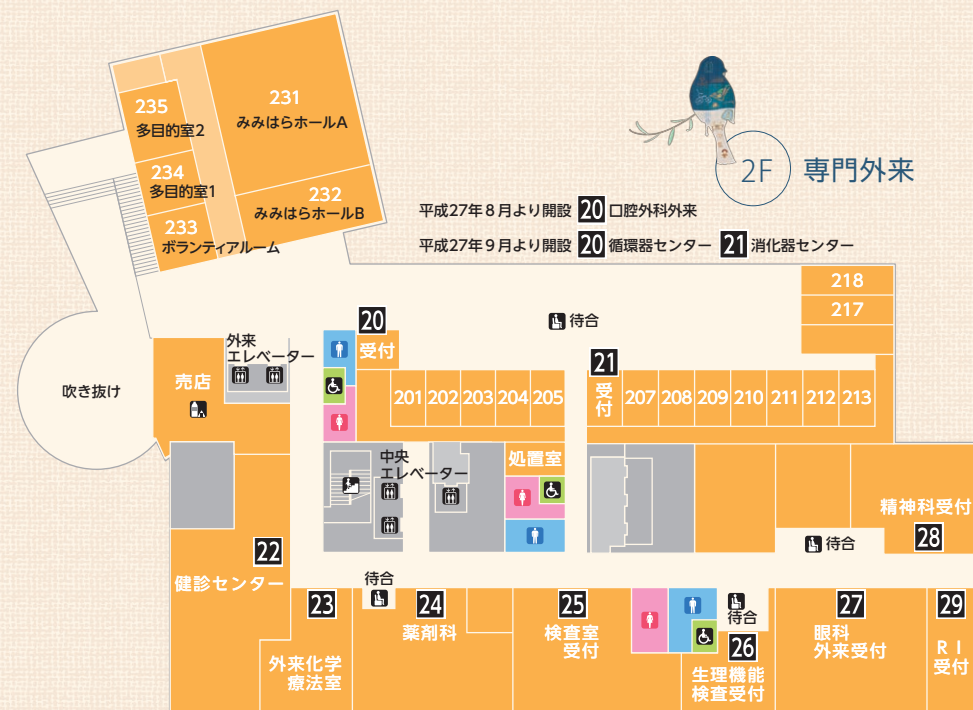 231
みみはらホールA
235
多目的室2
234
多目的室1
232
みみはらホールB
233
ボランティアルーム
2F 専門外来
平成27年8月より開設 20 口腔外科外来
平成27年9月より開設 20 循環器センター 21 消化器センター
218
217
待合
20
受付
外来
エレベーター
吹き抜け
売店
21
受付
201 202 203 204 205
207 208 209 210 211 212 213
中央
エレベーター
処置室
精神科受付
28
待合
22
健診センター
待合
23
外来化学
療法室
24
薬剤科
25
検査室
受付
待合
26
生理機能
検査受付
27
眼科
外来受付
29
RI
受付